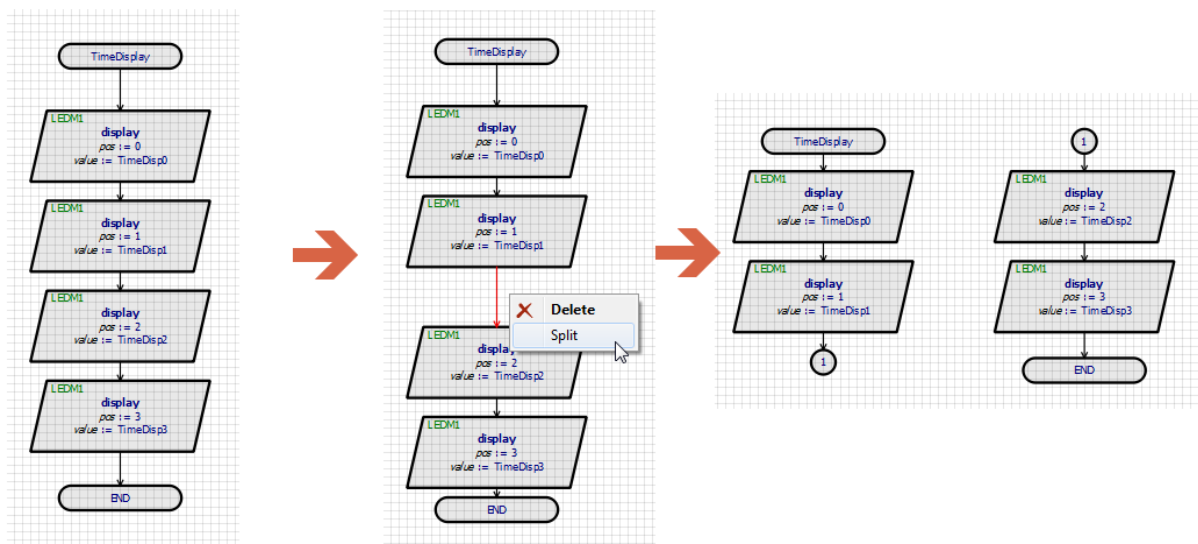 TimeDisplay
LEDM1
display
pos := 0
value := TimeDisp0
LEDM1
display
pos := 1
value := TimeDisp1
LEDM1
display
pos := 2
value := TimeDisp2
LEDM1
display
pos := 3
value := TimeDisp3
END
TimeDisplay
LEDM1
display
pos := 0
value := TimeDisp0
LEDM1
display
pos := 1
value := TimeDisp1
Delete
Split
LEDM1
display
pos := 2
value := TimeDisp2
LEDM1
display
pos := 3
value := TimeDisp3
END
TimeDisplay
LEDM1
display
pos := 0
value := TimeDisp0
LEDM1
display
pos := 1
value := TimeDisp1
1
1
LEDM1
display
pos := 2
value := TimeDisp2
LEDM1
display
pos := 3
value := TimeDisp3
END